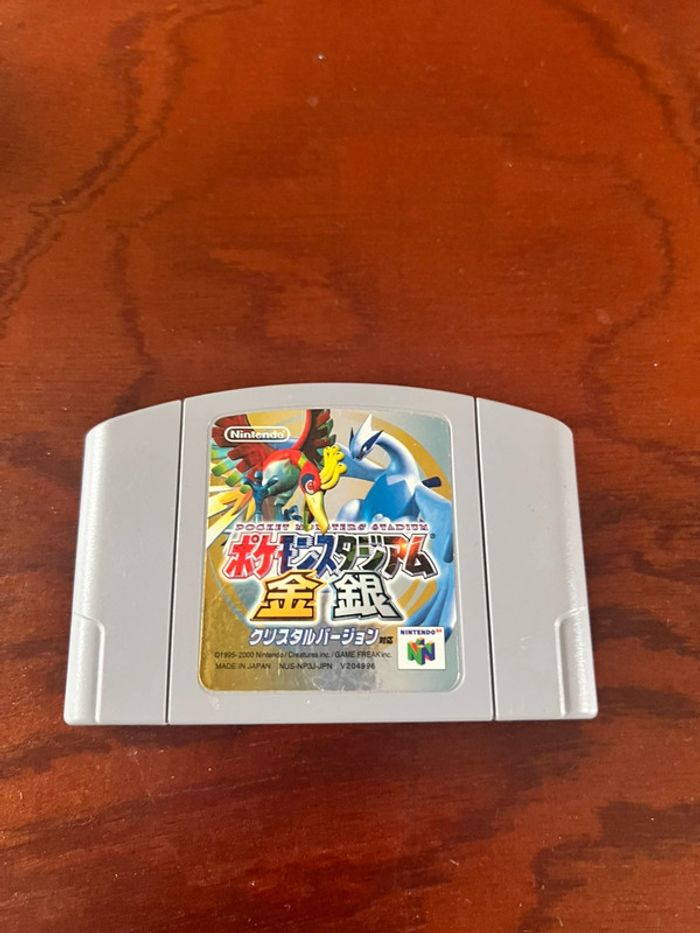 Nintendo
POCKET MONSTERS STADIUM
ポケモンスタジアム
金 銀
クリスタルバージョン対応
NINTENDO 64
©1995-2000 Nintendo/Creatures inc./GAME FREAK inc.
MADE IN JAPAN NUS-NP3J-JPN V204996